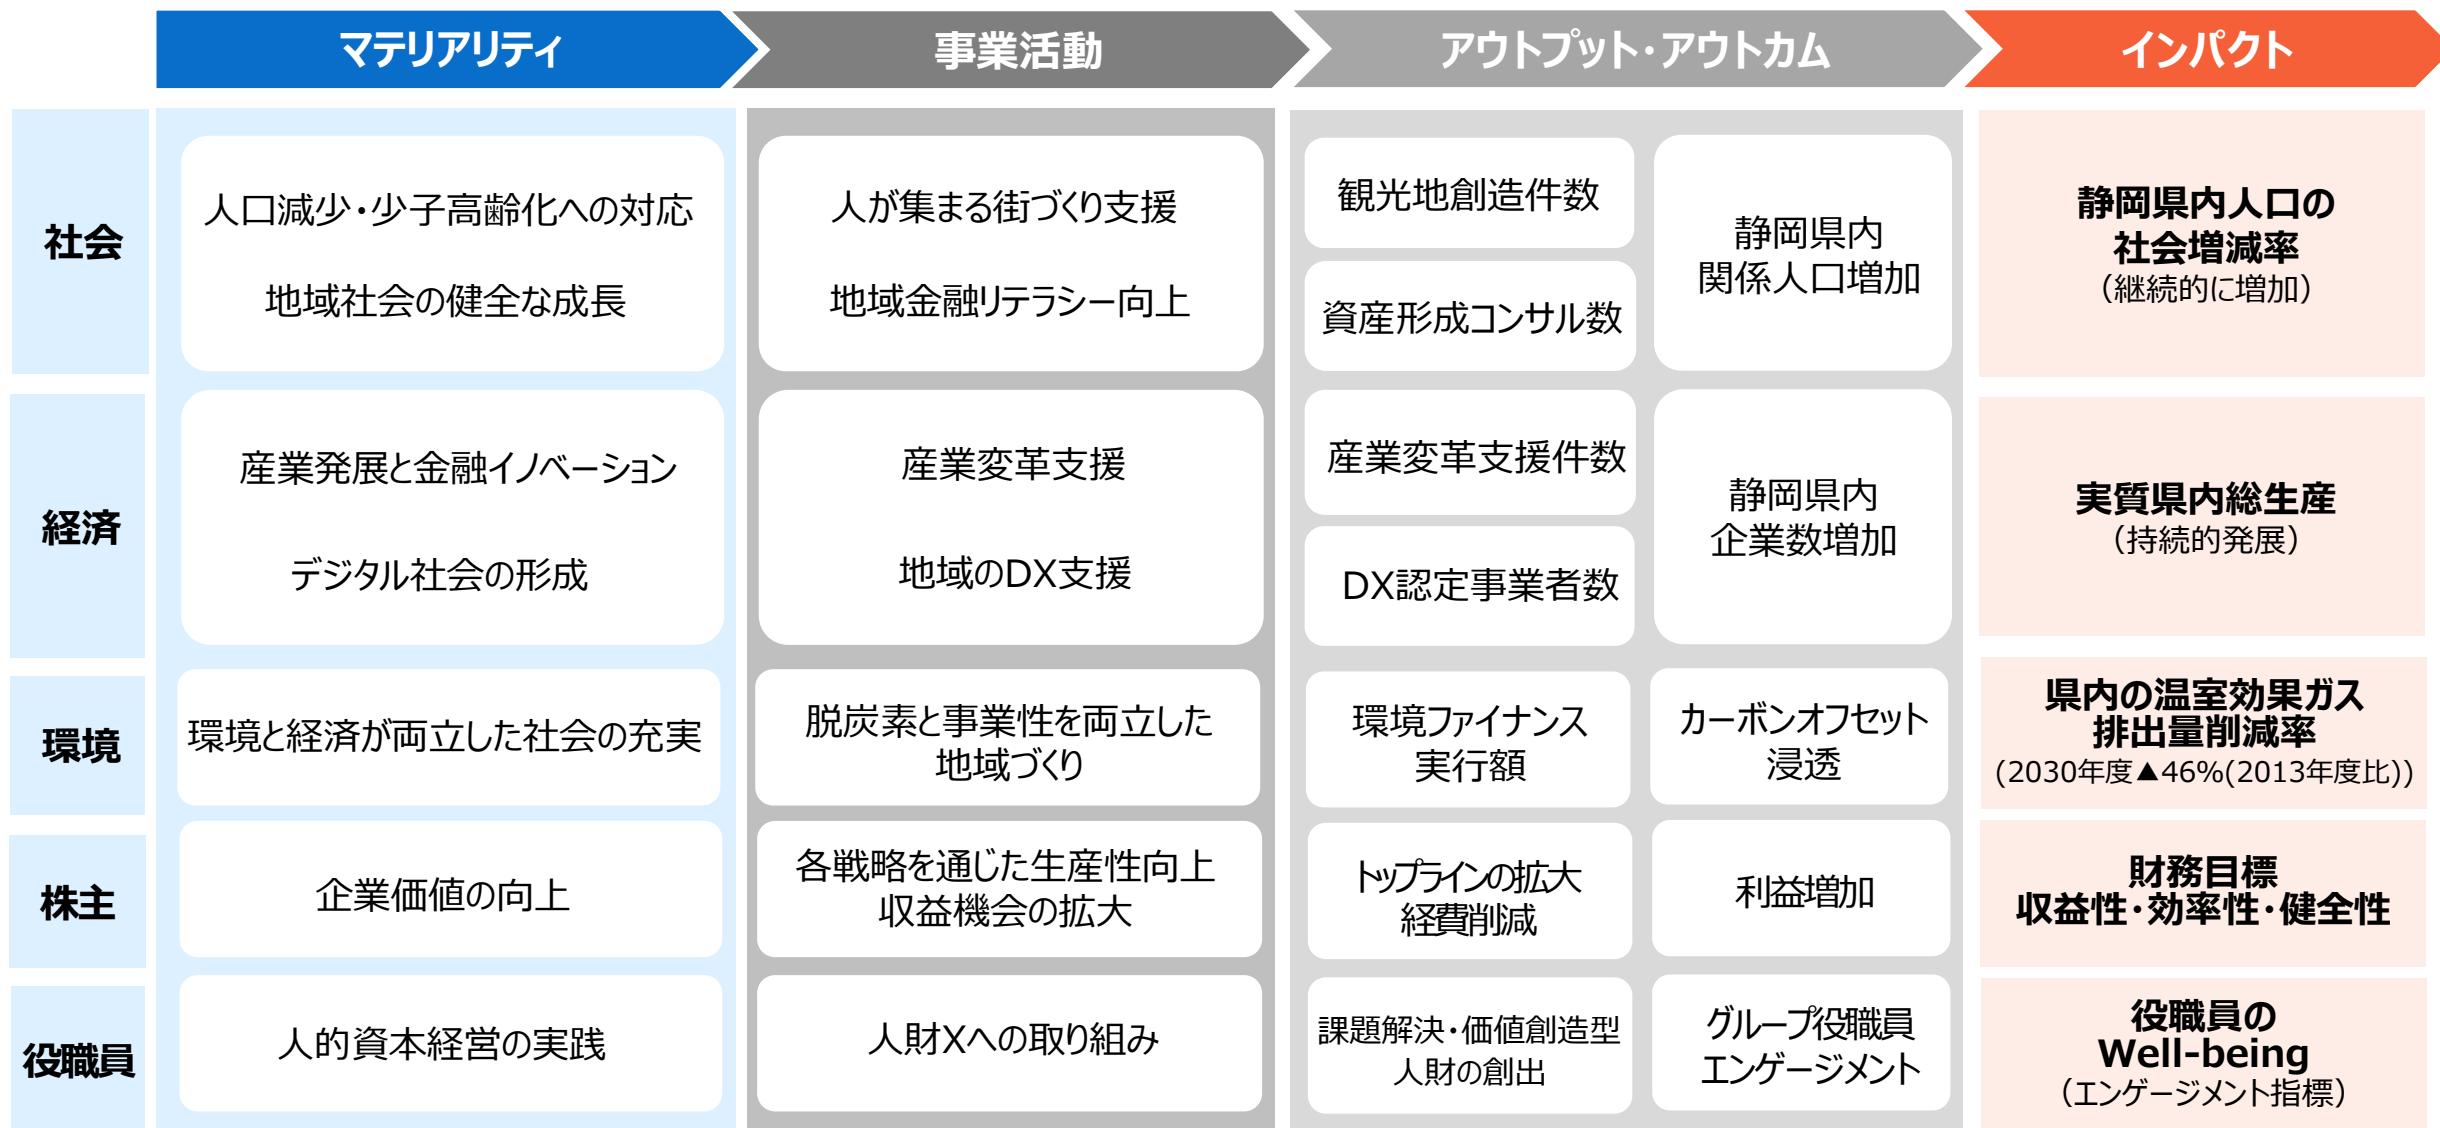 マテリアリティ
事業活動
アウトプット・アウトカム
インパクト
社会
人口減少・少子高齢化への対応
地域社会の健全な成長
人が集まる街づくり支援
地域金融リテラシー向上
観光地創造件数
資産形成コンサル数
静岡県内
関係人口増加
静岡県内人口の
社会増減率
（継続的に増加）
経済
産業発展と金融イノベーション
デジタル社会の形成
産業変革支援
地域のDX支援
産業変革支援件数
DX認定事業者数
静岡県内
企業数増加
実質県内総生産
（持続的発展）
環境
環境と経済が両立した社会の充実
脱炭素と事業性を両立した
地域づくり
環境ファイナンス
実行額
カーボンオフセット
浸透
県内の温室効果ガス
排出量削減率
(2030年度▲46%(2013年度比))
株主
企業価値の向上
各戦略を通じた生産性向上
収益機会の拡大
トップラインの拡大
経費削減
利益増加
財務目標
収益性・効率性・健全性
役職員
人的資本経営の実践
人財Xへの取り組み
課題解決・価値創造型
人財の創出
グループ役職員
エンゲージメント
役職員の
Well-being
（エンゲージメント指標）